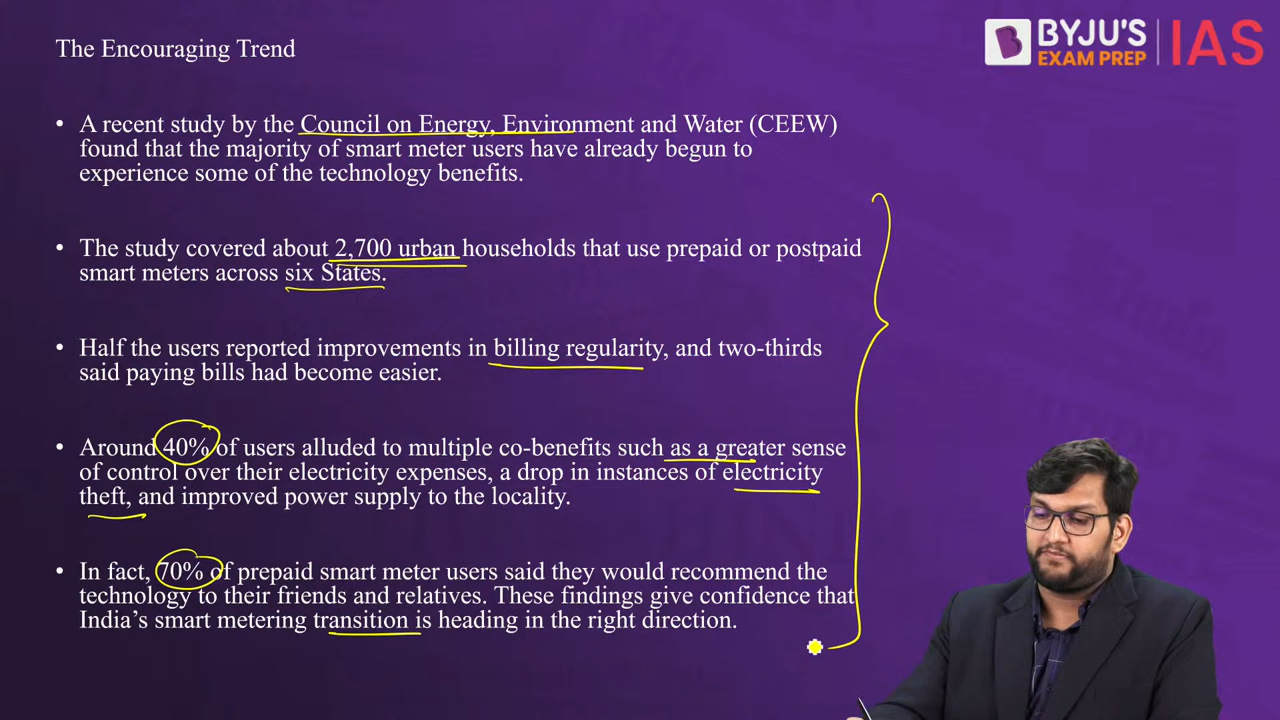 The Encouraging Trend
BYJU'S
EXAM PREP
IAS
• A recent study by the Council on Energy, Environment and Water (CEEW)
found that the majority of smart meter users have already begun to
experience some of the technology benefits.
• The study covered about 2,700 urban households that use prepaid or postpaid
smart meters across six States.
• Half the users reported improvements in billing regularity, and two-thirds
said paying bills had become easier.
• Around 40% of users alluded to multiple co-benefits such as a greater sense
of control over their electricity expenses, a drop in instances of electricity
theft, and improved power supply to the locality.
• In fact, 70% of prepaid smart meter users said they would recommend the
technology to their friends and relatives. These findings give confidence that
India's smart metering transition is heading in the right direction.